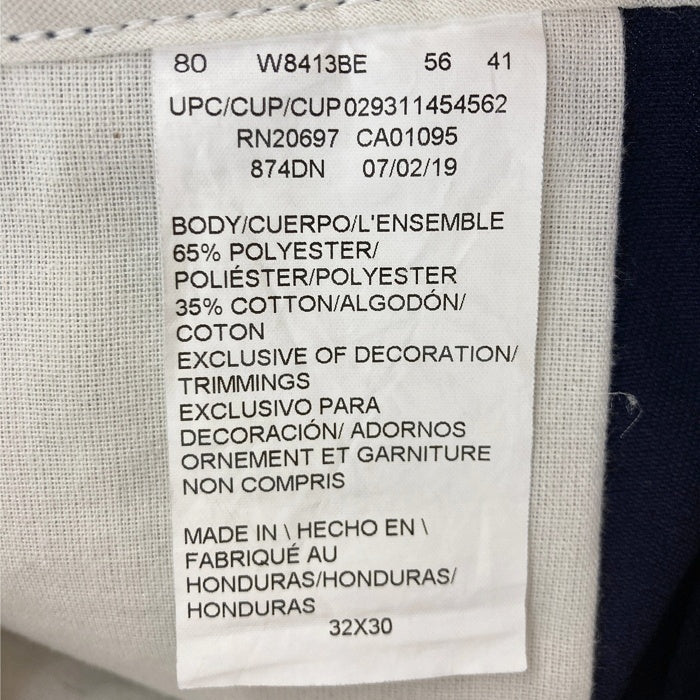 80 W8413BE 56 41
UPC/CUP/CUP 029311454562
RN20697 CA01095
874DN 07/02/19
BODY/CUERPO/L'ENSEMBLE
65% POLYESTER/
POLIÉSTER/POLYESTER
35% COTTON/ALGODÓN/
COTON
EXCLUSIVE OF DECORATION/
TRIMMINGS
EXCLUSIVO PARA
DECORACIÓN/ ADORNOS
ORNEMENT ET GARNITURE
NON COMPRIS
MADE IN \ HECHO EN \
FABRIQUÉ AU
HONDURAS/HONDURAS/
HONDURAS
32X30